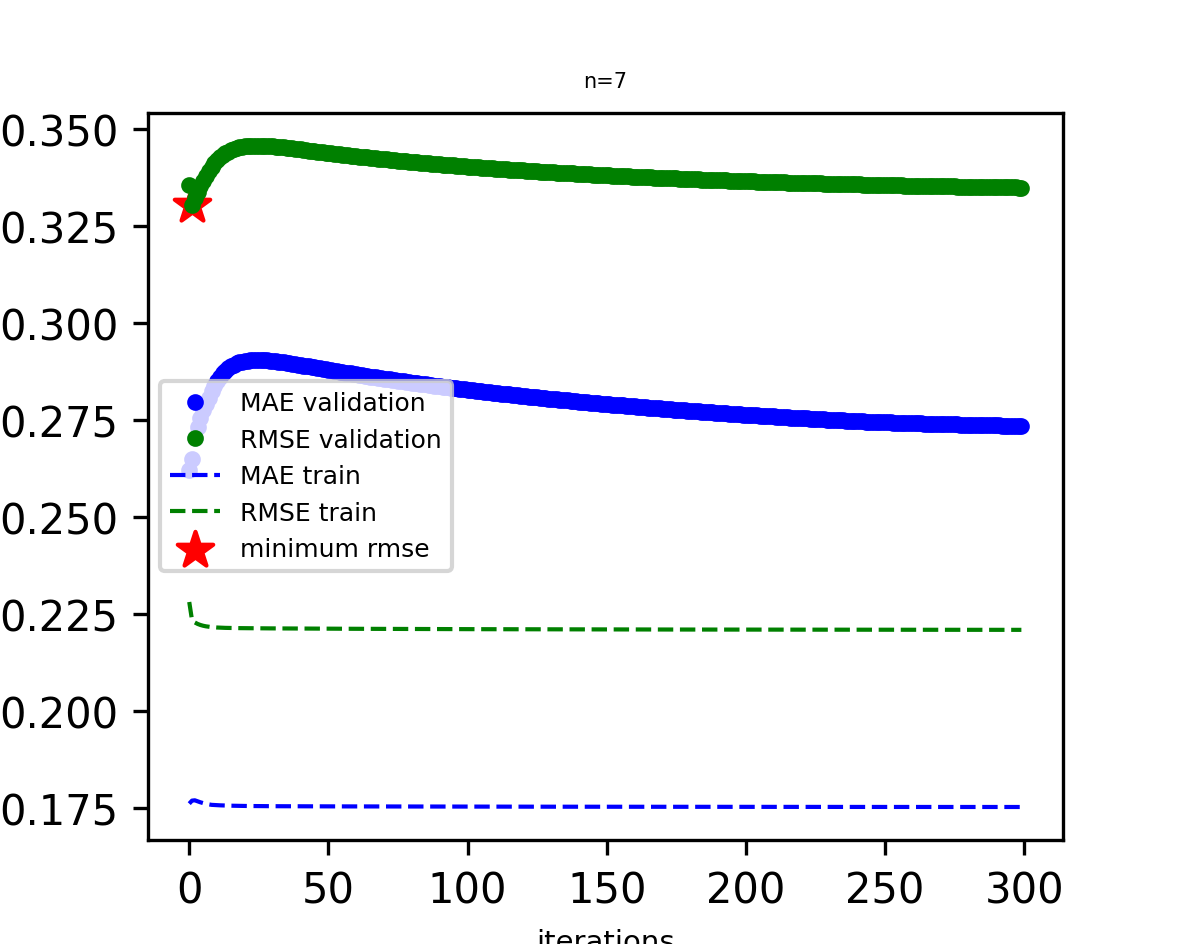 n=7
0.350
0.325
0.300
0.275
0.250
0.225
0.200
0.175
MAE validation
RMSE validation
MAE train
RMSE train
minimum rmse
0 50 100 150 200 250 300
iterations